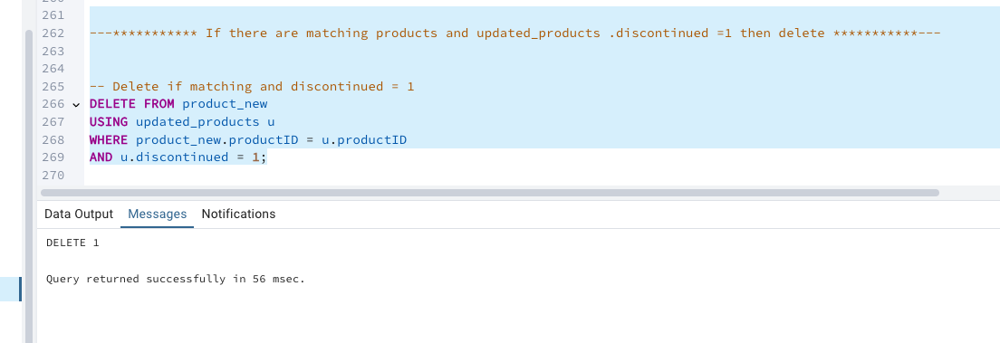 261
262 ---*********** If there are matching products and updated_products .discontinued =1 then delete ***********---
263
264
265 -- Delete if matching and discontinued = 1
266 DELETE FROM product_new
267 USING updated_products u
268 WHERE product_new.productID = u.productID
269 AND u.discontinued = 1;
270
Data Output Messages Notifications
DELETE 1
Query returned successfully in 56 msec.